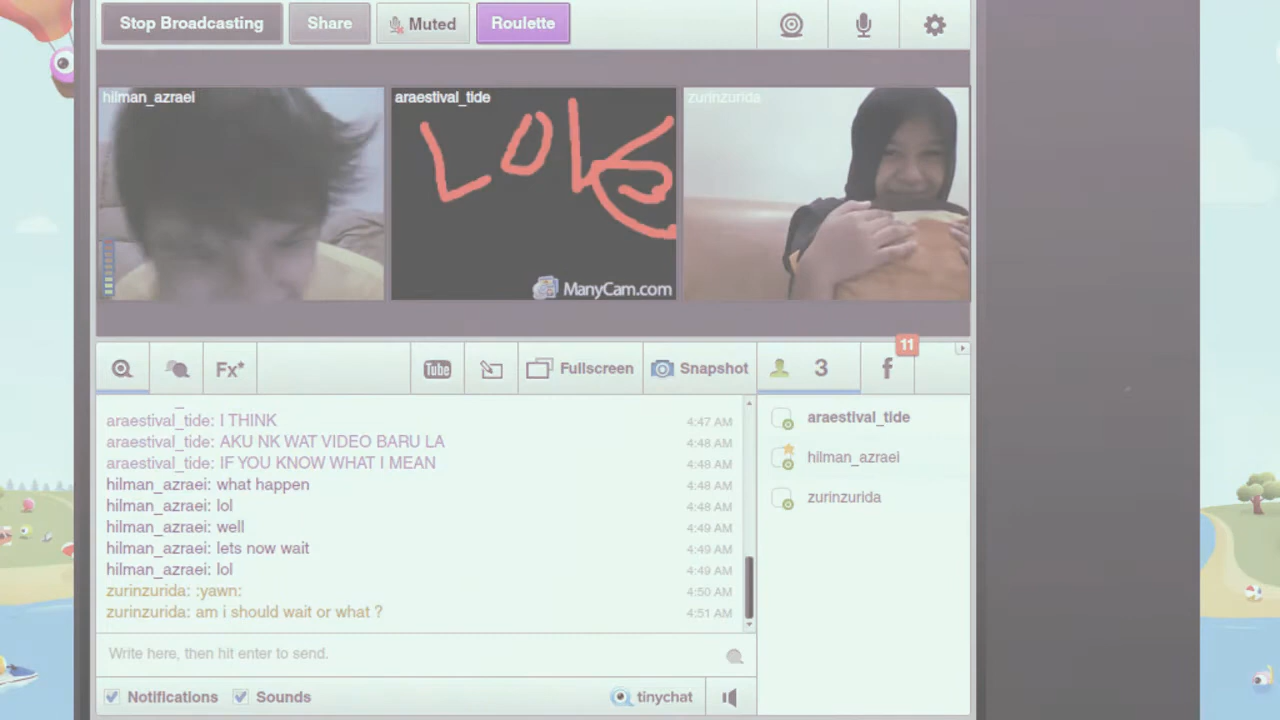 Stop Broadcasting Share Muted Roulette
hilman_azraei araestival_tide zurinzurida
ManyCam.com
Fx* Tube Fullscreen Snapshot 3 f 11
araestival_tide: I THINK 4:47 AM
araestival_tide: AKU NK WAT VIDEO BARU LA 4:48 AM
araestival_tide: IF YOU KNOW WHAT I MEAN 4:48 AM
hilman_azraei: what happen 4:48 AM
hilman_azraei: lol 4:48 AM
hilman_azraei: well 4:49 AM
hilman_azraei: lets now wait 4:49 AM
hilman_azraei: lol 4:49 AM
zurinzurida: :yawn: 4:50 AM
zurinzurida: am i should wait or what ? 4:51 AM
araestival_tide
hilman_azraei
zurinzurida
Write here, then hit enter to send.
Notifications Sounds tinychat